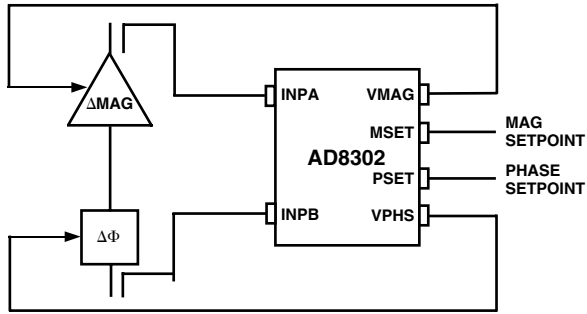 ΔMAG
INPA
VMAG
MSET
MAG
SETPOINT
AD8302
PSET
PHASE
SETPOINT
INPB
VPHS
ΔΦ